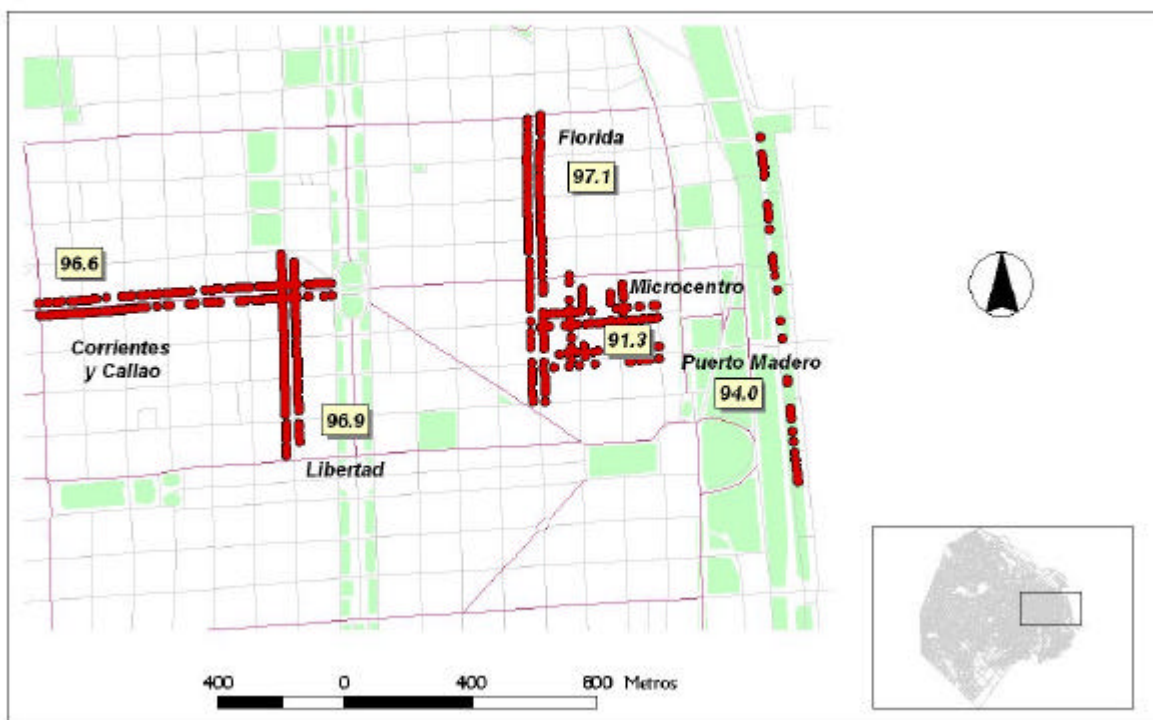 Florida
97.1
96.6
Microcentro
91.3
Corrientes
y Callao
Puerto Madero
94.0
96.9
Libertad
400 0 400 800 Metros